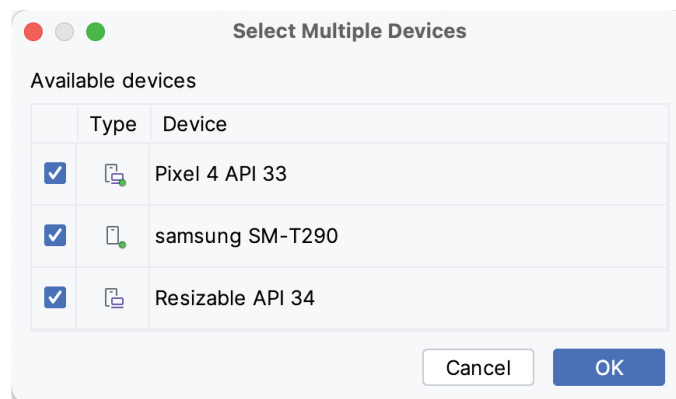 Select Multiple Devices
Available devices
Type Device
Pixel 4 API 33
samsung SM-T290
Resizable API 34
Cancel OK